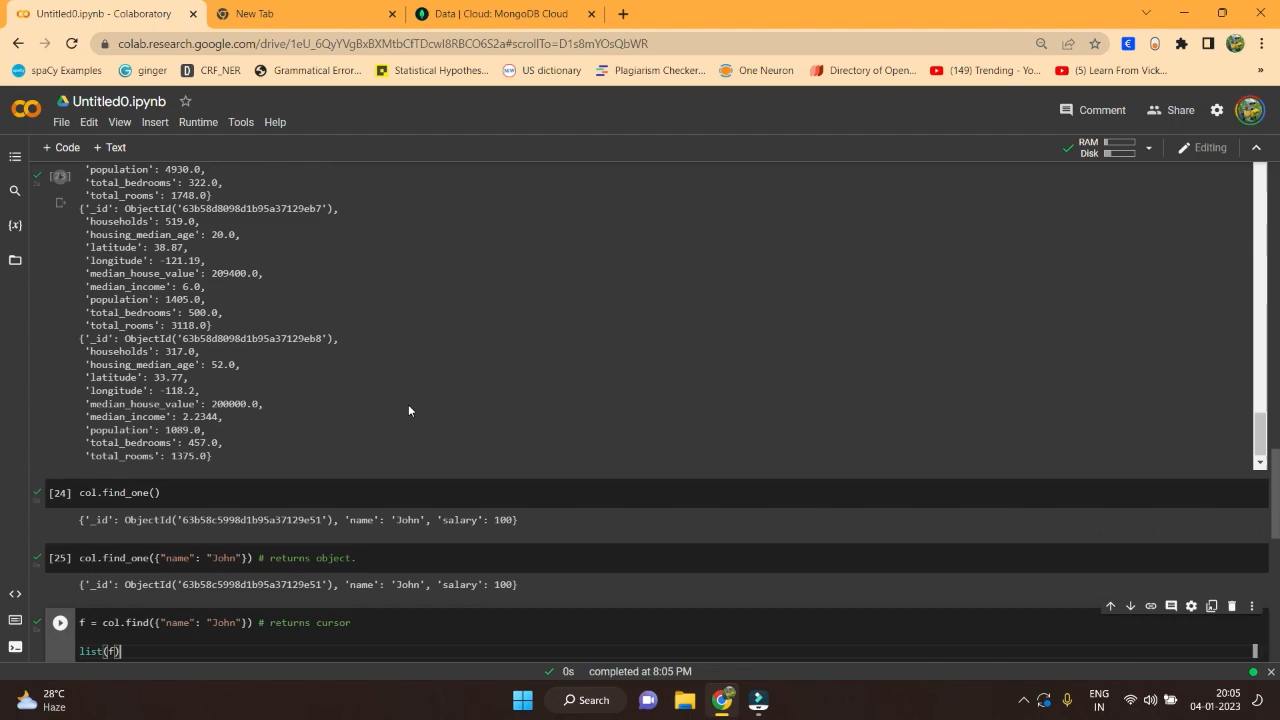 Untitled0.ipynb - Colaboratory
New Tab
Data | Cloud: MongoDB Cloud
colab.research.google.com/drive/1eU_6QyYVgBxBXMtbCfTDcwI8RBCO6S2a#scrollTo=D1s8mYOsQbWR
spaCy Examples
ginger
CRF_NER
Grammatical Error...
Statistical Hypothes...
US dictionary
Plagiarism Checker...
One Neuron
Directory of Open...
(149) Trending - Yo...
(5) Learn From Vick...
»
CO
Untitled0.ipynb
File Edit View Insert Runtime Tools Help
Comment
Share
+ Code + Text
RAM
Disk
Editing
'population': 4930.0,
'total_bedrooms': 322.0,
'total_rooms': 1748.0}
{'_id': ObjectId('63b58d8098d1b95a37129eb7'),
'households': 519.0,
'housing_median_age': 20.0,
'latitude': 38.87,
'longitude': -121.19,
'median_house_value': 209400.0,
'median_income': 6.0,
'population': 1405.0,
'total_bedrooms': 500.0,
'total_rooms': 3118.0}
{'_id': ObjectId('63b58d8098d1b95a37129eb8'),
'households': 317.0,
'housing_median_age': 52.0,
'latitude': 33.77,
'longitude': -118.2,
'median_house_value': 200000.0,
'median_income': 2.2344,
'population': 1089.0,
'total_bedrooms': 457.0,
'total_rooms': 1375.0}
[24] col.find_one()
{'_id': ObjectId('63b58c5998d1b95a37129e51'), 'name': 'John', 'salary': 100}
[25] col.find_one({"name": "John"}) # returns object.
{'_id': ObjectId('63b58c5998d1b95a37129e51'), 'name': 'John', 'salary': 100}
f = col.find({"name": "John"}) # returns cursor
list(f)
0s completed at 8:05 PM
28°C
Haze
Search
ENG
IN
20:05
04-01-2023